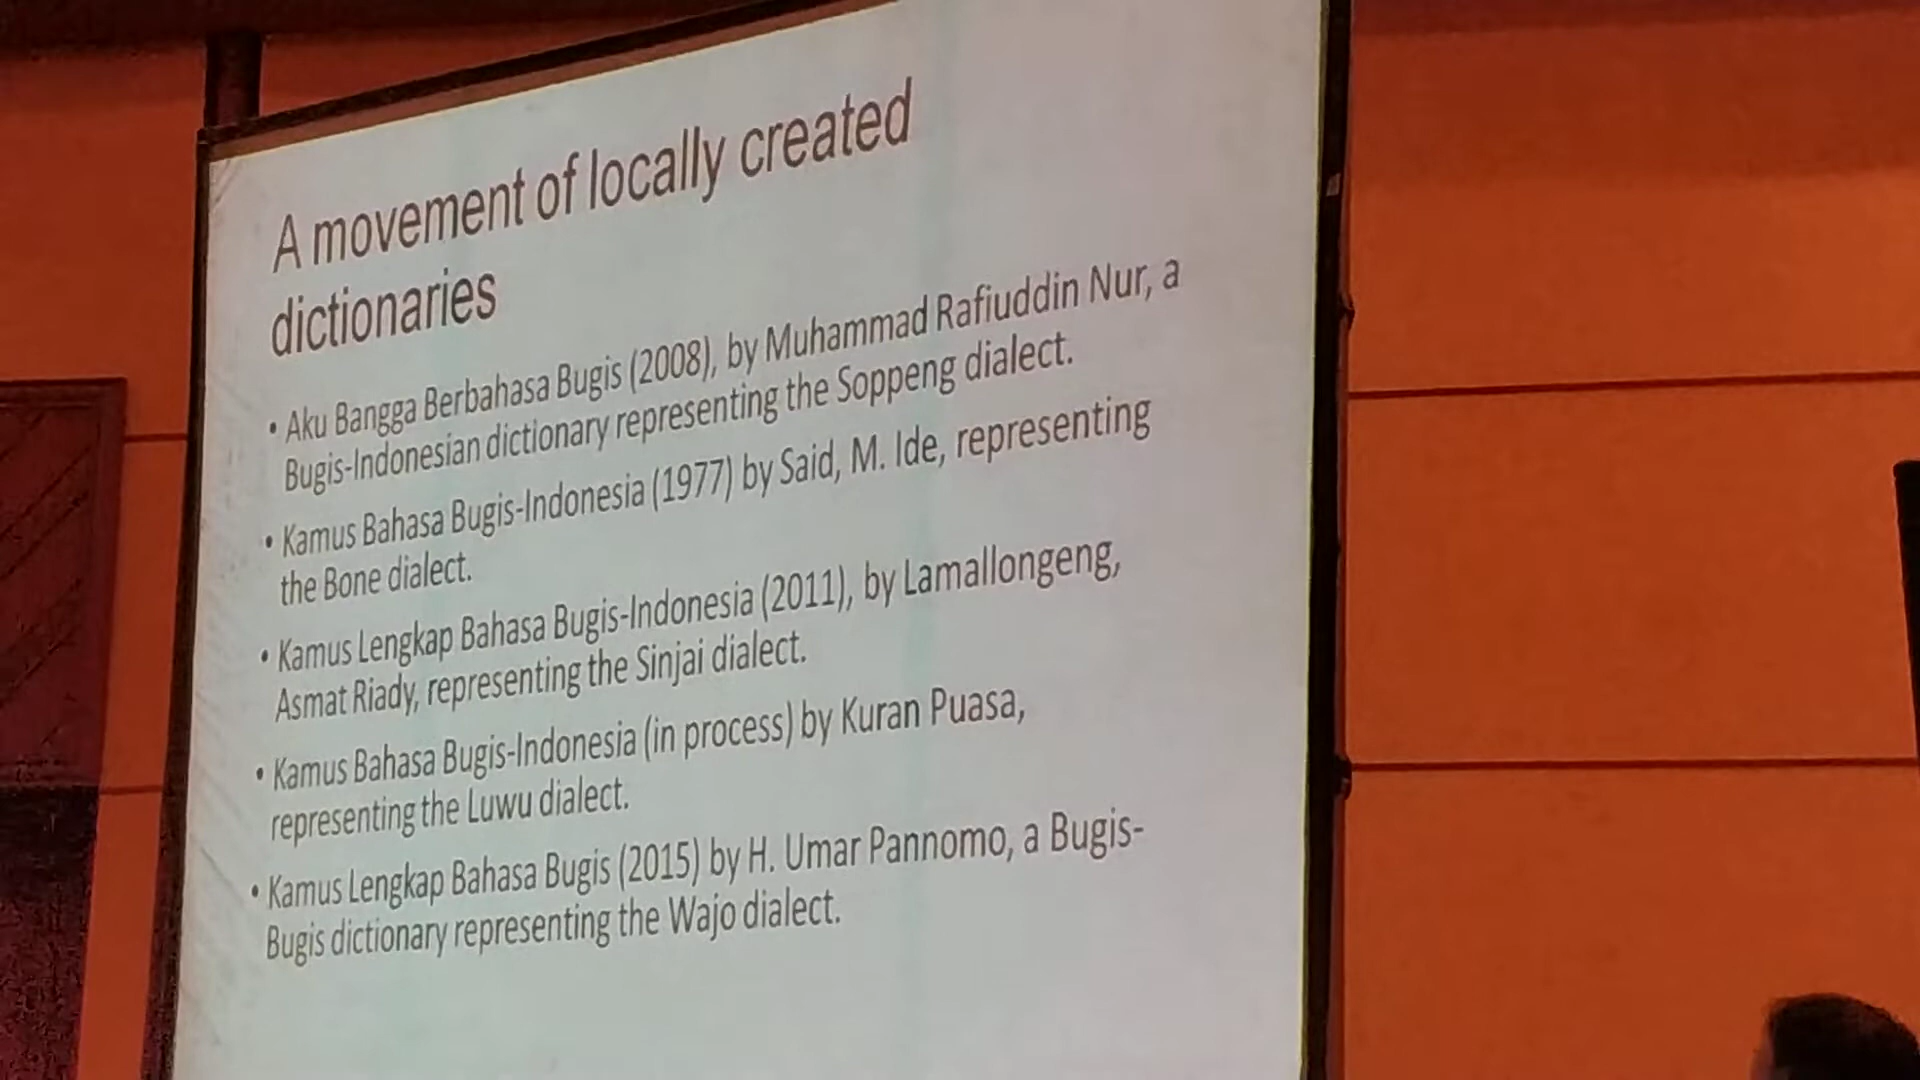 A movement of locally created
dictionaries
• Aku Bangga Berbahasa Bugis (2008), by Muhammad Rafiuddin Nur, a
Bugis-Indonesian dictionary representing the Soppeng dialect.
• Kamus Bahasa Bugis-Indonesia (1977) by Said, M. Ide, representing
the Bone dialect.
• Kamus Lengkap Bahasa Bugis-Indonesia (2011), by Lamallongeng,
Asmat Riady, representing the Sinjai dialect.
• Kamus Bahasa Bugis-Indonesia (in process) by Kuran Puasa,
representing the Luwu dialect.
• Kamus Lengkap Bahasa Bugis (2015) by H. Umar Pannomo, a Bugis-
Bugis dictionary representing the Wajo dialect.